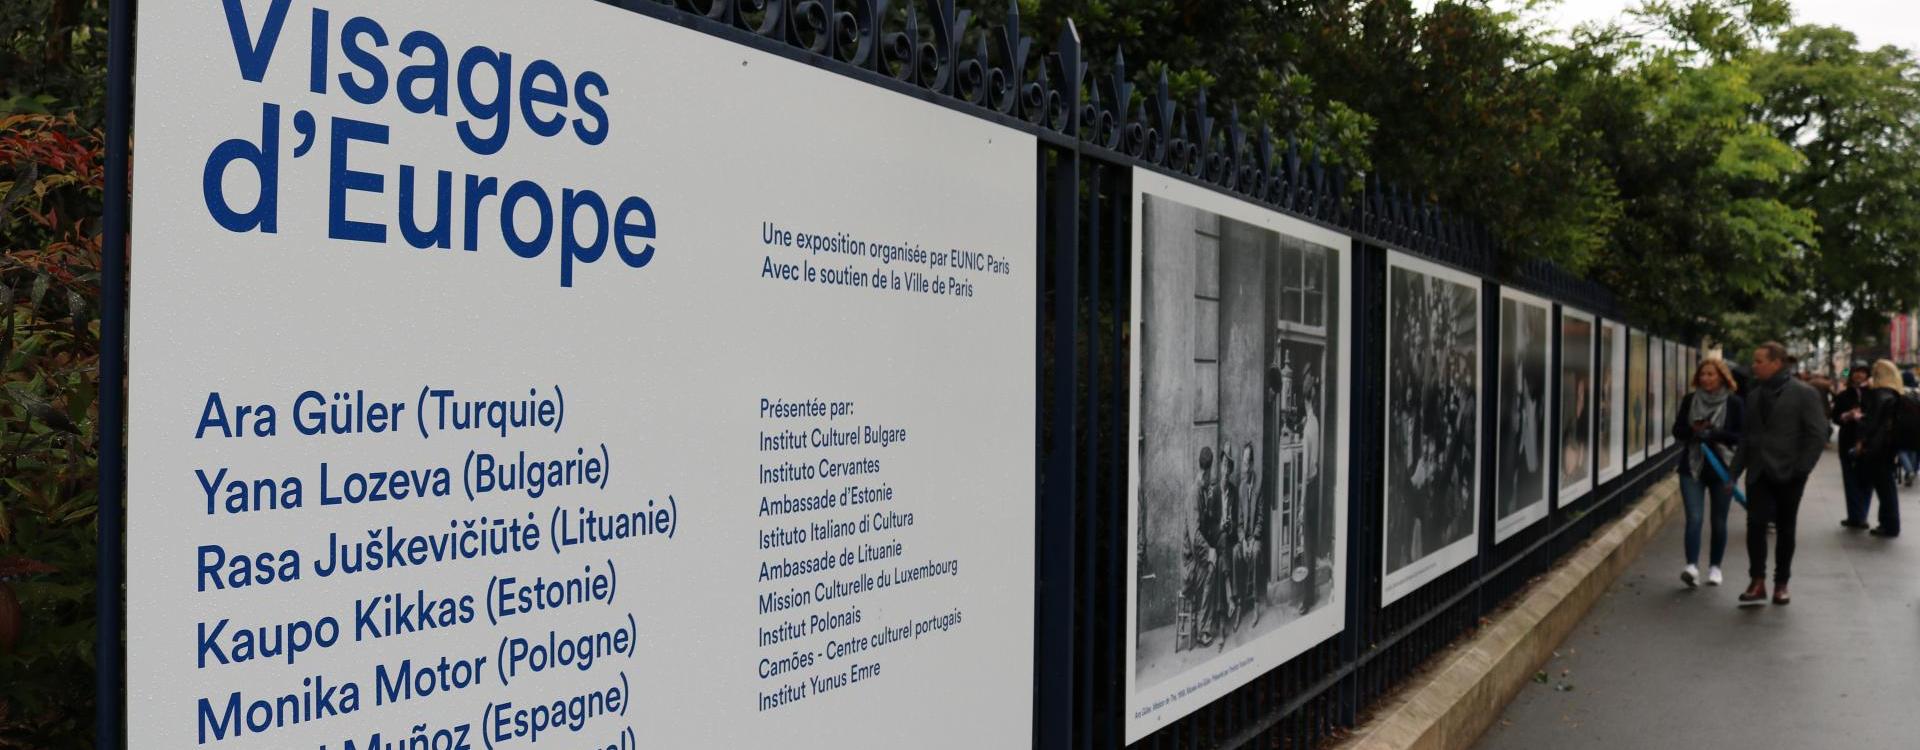 Visages
d'Europe
Une exposition organisée par EUNIC Paris
Avec le soutien de la Ville de Paris
Ara Güler (Turquie)
Yana Lozeva (Bulgarie)
Rasa Juškevičiūtė (Lituanie)
Kaupo Kikkas (Estonie)
Monika Motor (Pologne)
Muñoz (Espagne)
Présentée par:
Institut Culturel Bulgare
Instituto Cervantes
Ambassade d'Estonie
Istituto Italiano di Cultura
Ambassade de Lituanie
Mission Culturelle du Luxembourg
Institut Polonais
Camões - Centre culturel portugais
Institut Yunus Emre